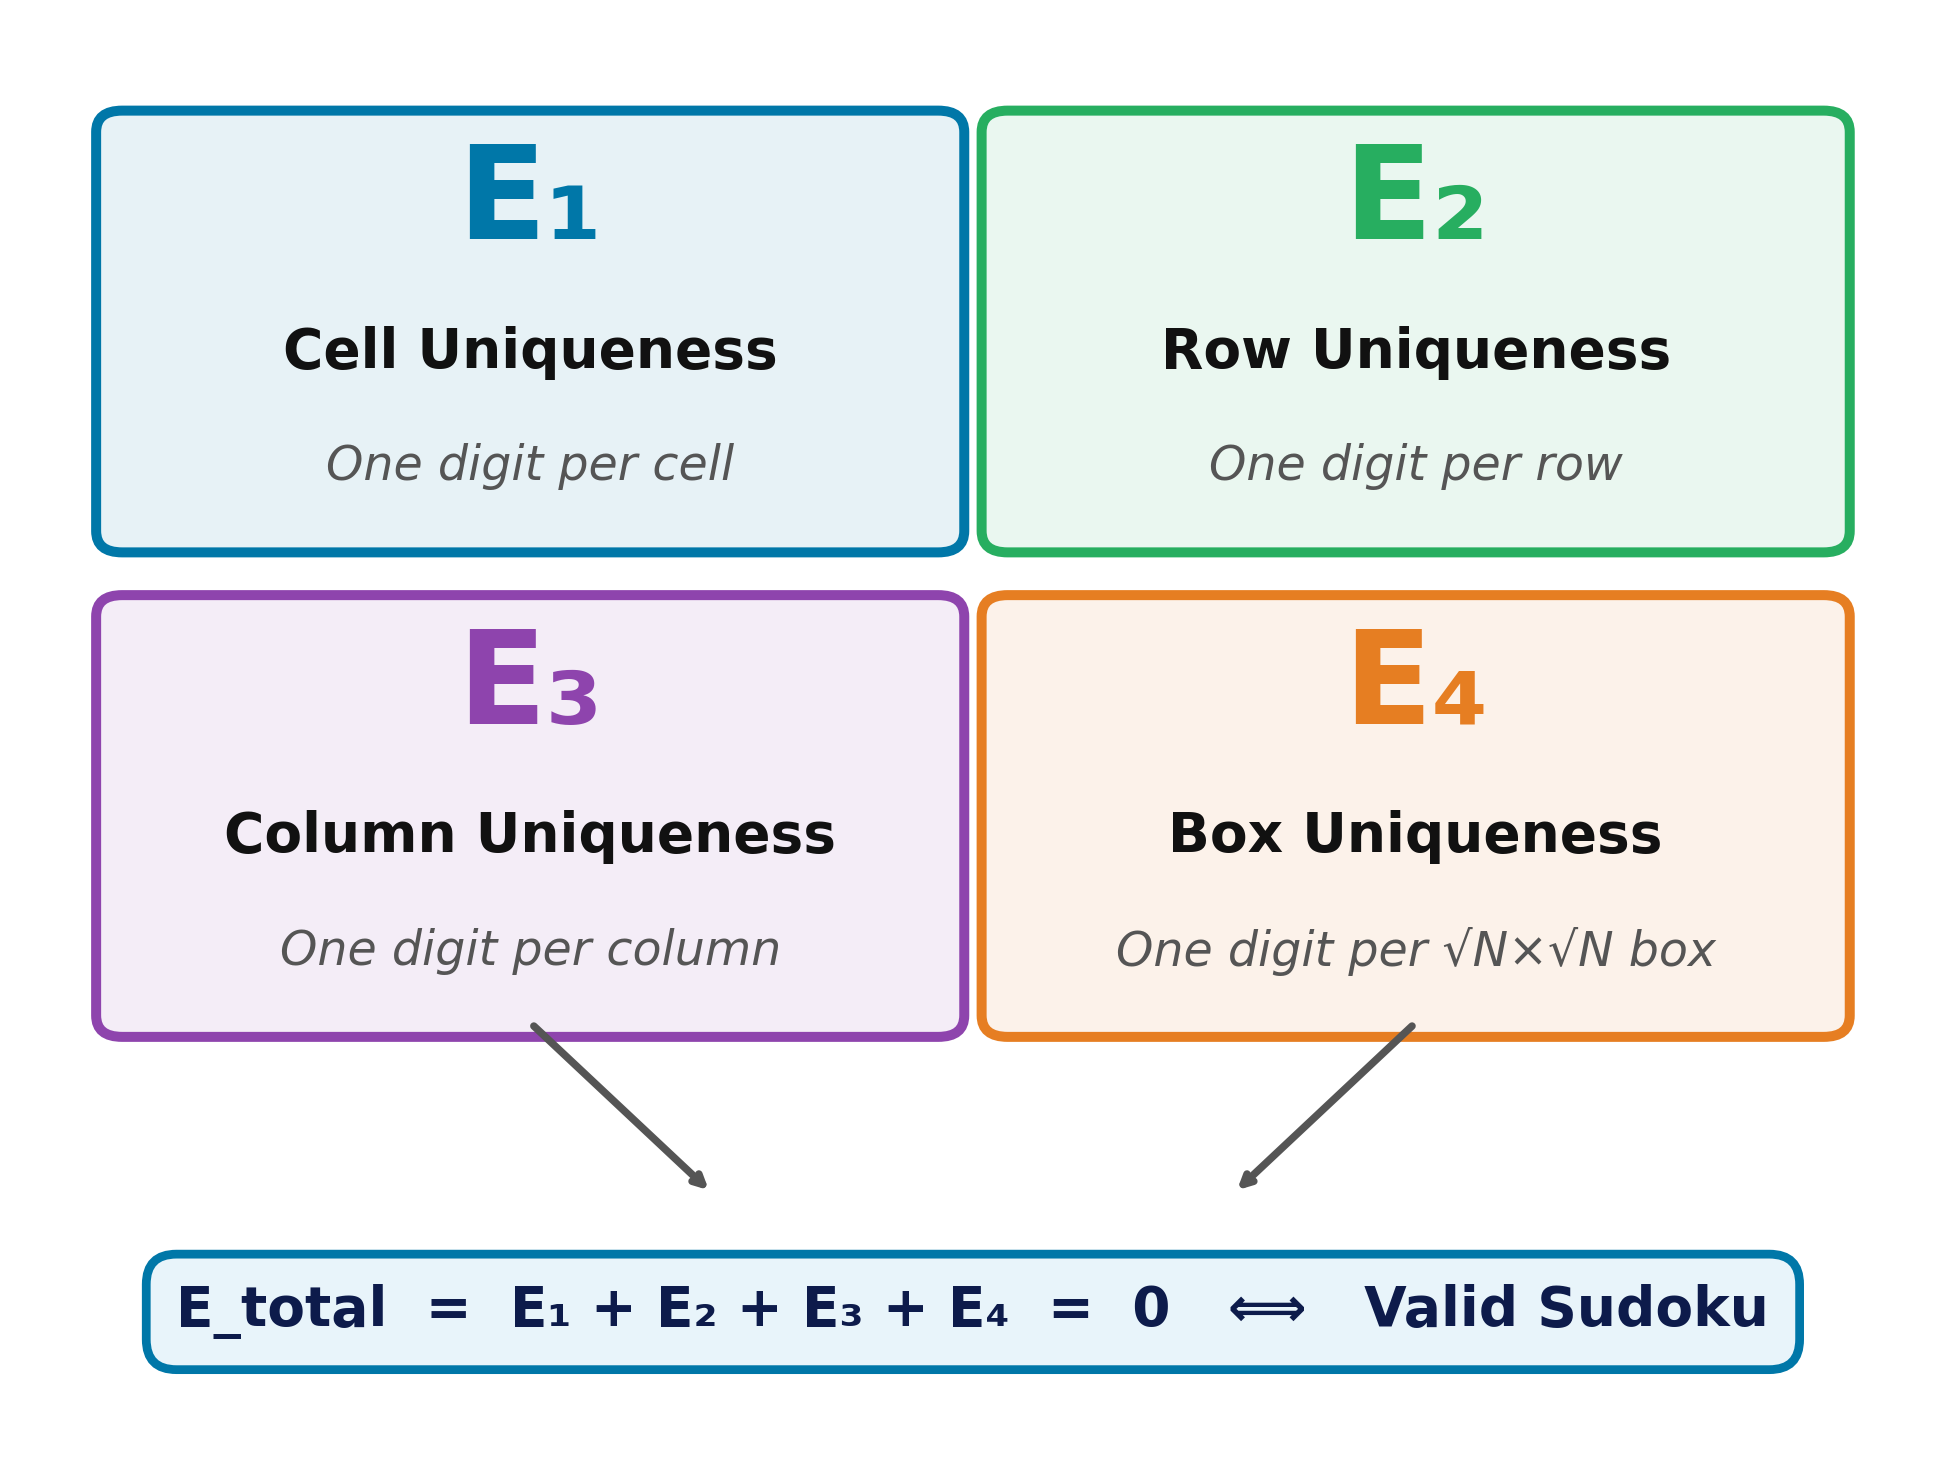 E₁
Cell Uniqueness
One digit per cell
E₂
Row Uniqueness
One digit per row
E₃
Column Uniqueness
One digit per column
E₄
Box Uniqueness
One digit per √N×√N box
E_total = E₁ + E₂ + E₃ + E₄ = 0 ⟺ Valid Sudoku